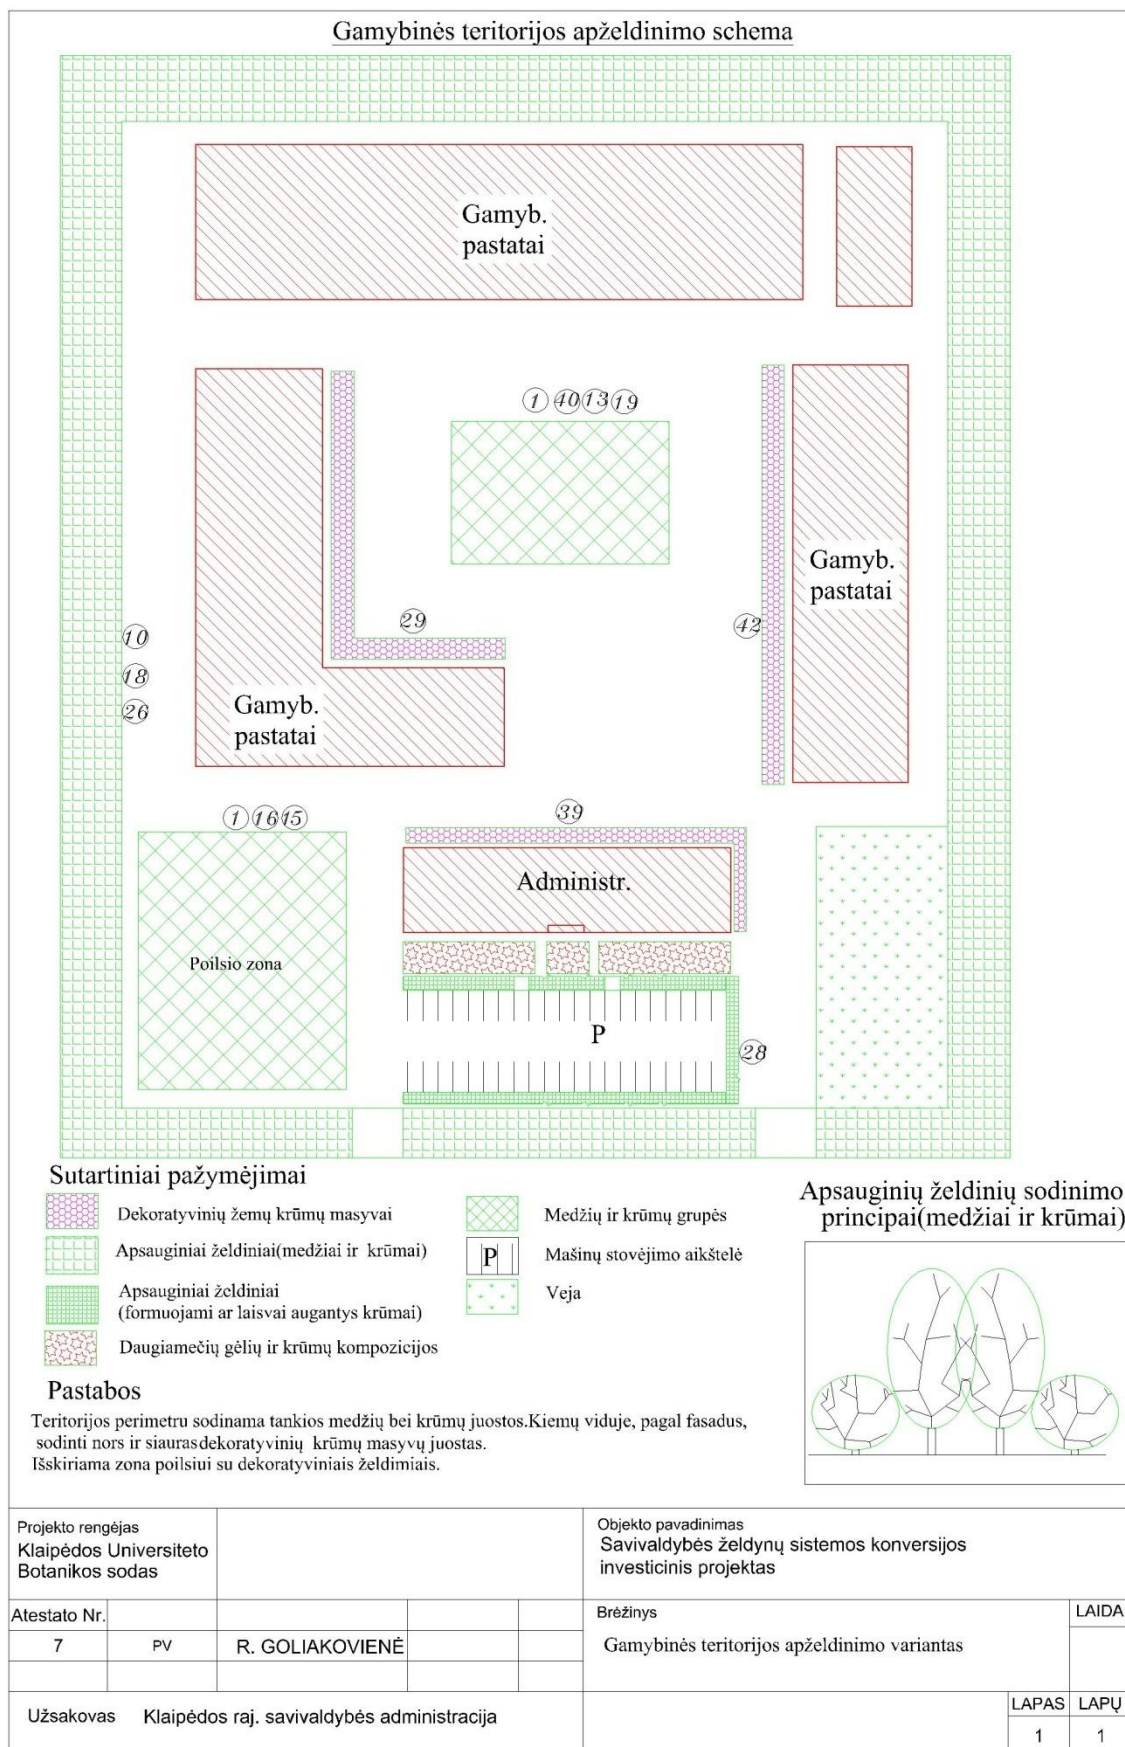 Gamybinės teritorijos apželdinimo schema
Gamyb.
pastatai
1 40 13 19
Gamyb.
pastatai
29
42
10
18
26
Gamyb.
pastatai
1 16 15
39
Administr.
Poilsio zona
P
28
Sutartiniai pažymėjimai
Dekoratyvinių žemų krūmų masyvai
Apsauginiai želdiniai(medžiai ir krūmai)
Apsauginiai želdiniai
(formuojami ar laisvai augantys krūmai)
Daugiamečių gėlių ir krūmų kompozicijos
Medžių ir krūmų grupės
P
Mašinų stovėjimo aikštelė
Veja
Apsauginių želdinių sodinimo
principai(medžiai ir krūmai)
Pastabos
Teritorijos perimetru sodinama tankios medžių bei krūmų juostos.Kiemų viduje, pagal fasadus,
sodinti nors ir siauras dekoratyvinių krūmų masyvų juostas.
Išskiriama zona poilsiui su dekoratyviniais želdimiais.
Projekto rengėjas
Klaipėdos Universiteto
Botanikos sodas
Objekto pavadinimas
Savivaldybės želdynų sistemos konversijos
investicinis projektas
Atestato Nr.
7 PV R. GOLIAKOVIENĖ
Brėžinys
Gamybinės teritorijos apželdinimo variantas
LAIDA
Užsakovas Klaipėdos raj. savivaldybės administracija
LAPAS LAPŲ
1 1